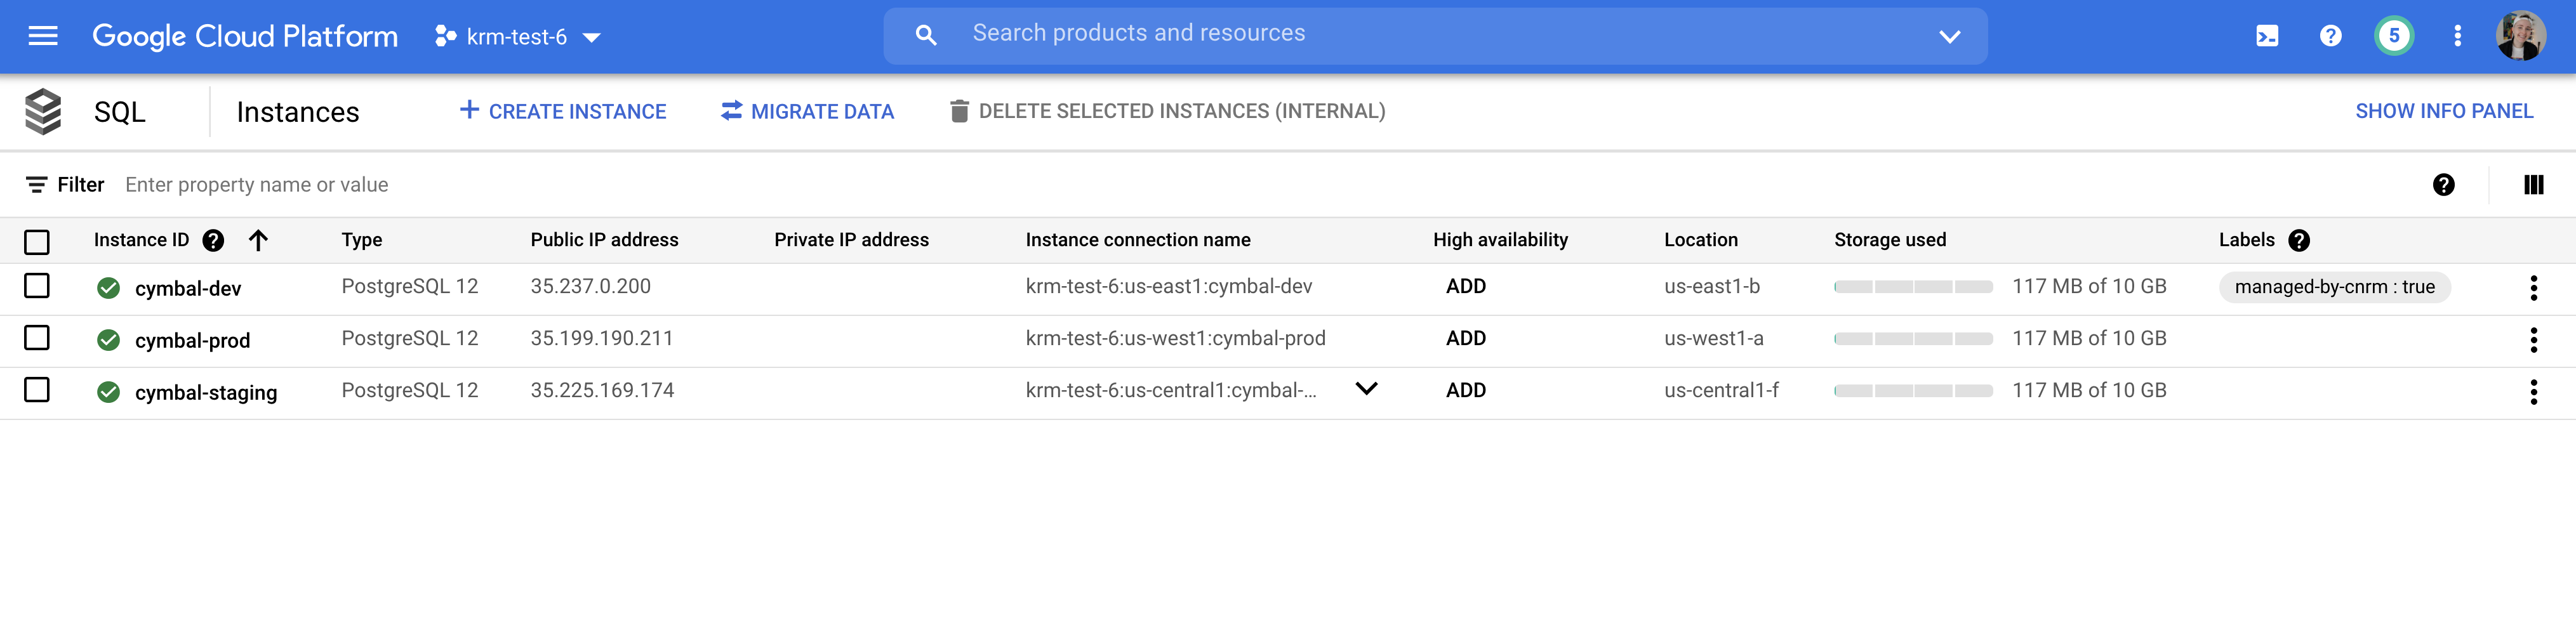 Google Cloud Platform krm-test-6 Search products and resources 5
SQL Instances + CREATE INSTANCE MIGRATE DATA DELETE SELECTED INSTANCES (INTERNAL) SHOW INFO PANEL
Filter Enter property name or value ?
Instance ID ? Type Public IP address Private IP address Instance connection name High availability Location Storage used Labels ?
cymbal-dev PostgreSQL 12 35.237.0.200 krm-test-6:us-east1:cymbal-dev ADD us-east1-b 117 MB of 10 GB managed-by-cnrm : true
cymbal-prod PostgreSQL 12 35.199.190.211 krm-test-6:us-west1:cymbal-prod ADD us-west1-a 117 MB of 10 GB
cymbal-staging PostgreSQL 12 35.225.169.174 krm-test-6:us-central1:cymbal-... ADD us-central1-f 117 MB of 10 GB